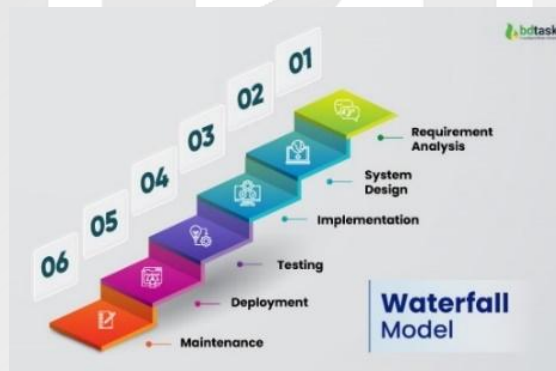 bdtask
01
Requirement
Analysis
02
System
Design
03
Implementation
04
Testing
05
Deployment
06
Maintenance
Waterfall
Model